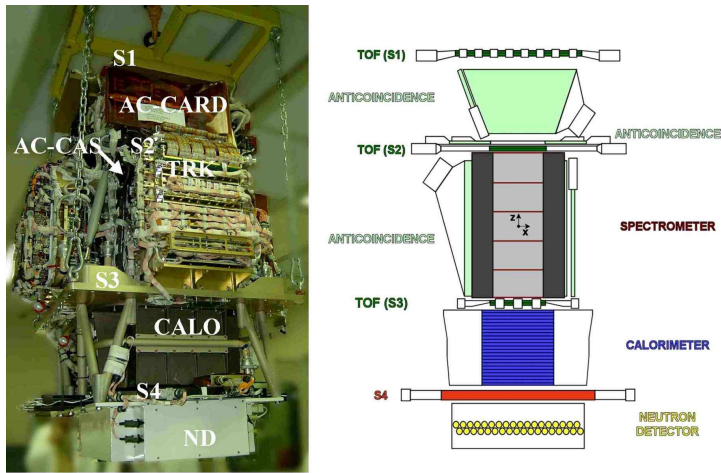 S1
AC-CARD
AC-CAS
S2
TRK
S3
CALO
S4
ND
TOF (S1)
ANTICOINCIDENCE
ANTICOINCIDENCE
TOF (S2)
SPECTROMETER
z
x
ANTICOINCIDENCE
TOF (S3)
CALORIMETER
S4
NEUTRON
DETECTOR